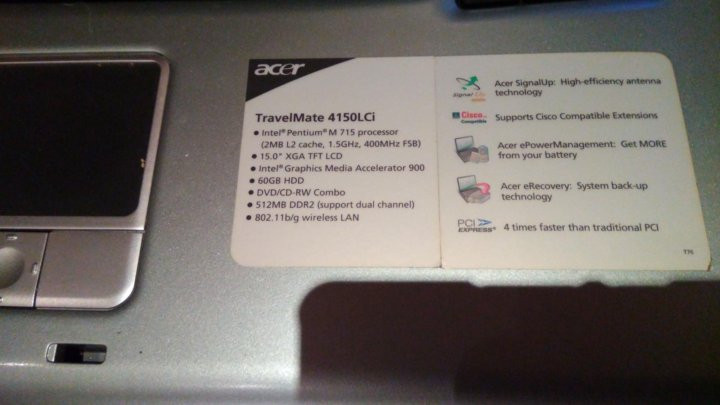 acer
TravelMate 4150LCi
• Intel® Pentium® M 715 processor
(2MB L2 cache, 1.5GHz, 400MHz FSB)
• 15.0" XGA TFT LCD
• Intel® Graphics Media Accelerator 900
• 60GB HDD
• DVD/CD-RW Combo
• 512MB DDR2 (support dual channel)
• 802.11b/g wireless LAN
Acer SignalUp: High-efficiency antenna
technology
Cisco
Compatible
Supports Cisco Compatible Extensions
Acer ePowerManagement: Get MORE
from your battery
Acer eRecovery: System back-up
technology
PCI
EXPRESS®
4 times faster than traditional PCI